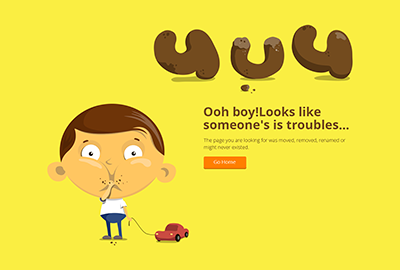 404
Ooh boy!Looks like
someone's is troubles...
The page you are looking for was moved, removed, renamed or
might never existed.
Go Home